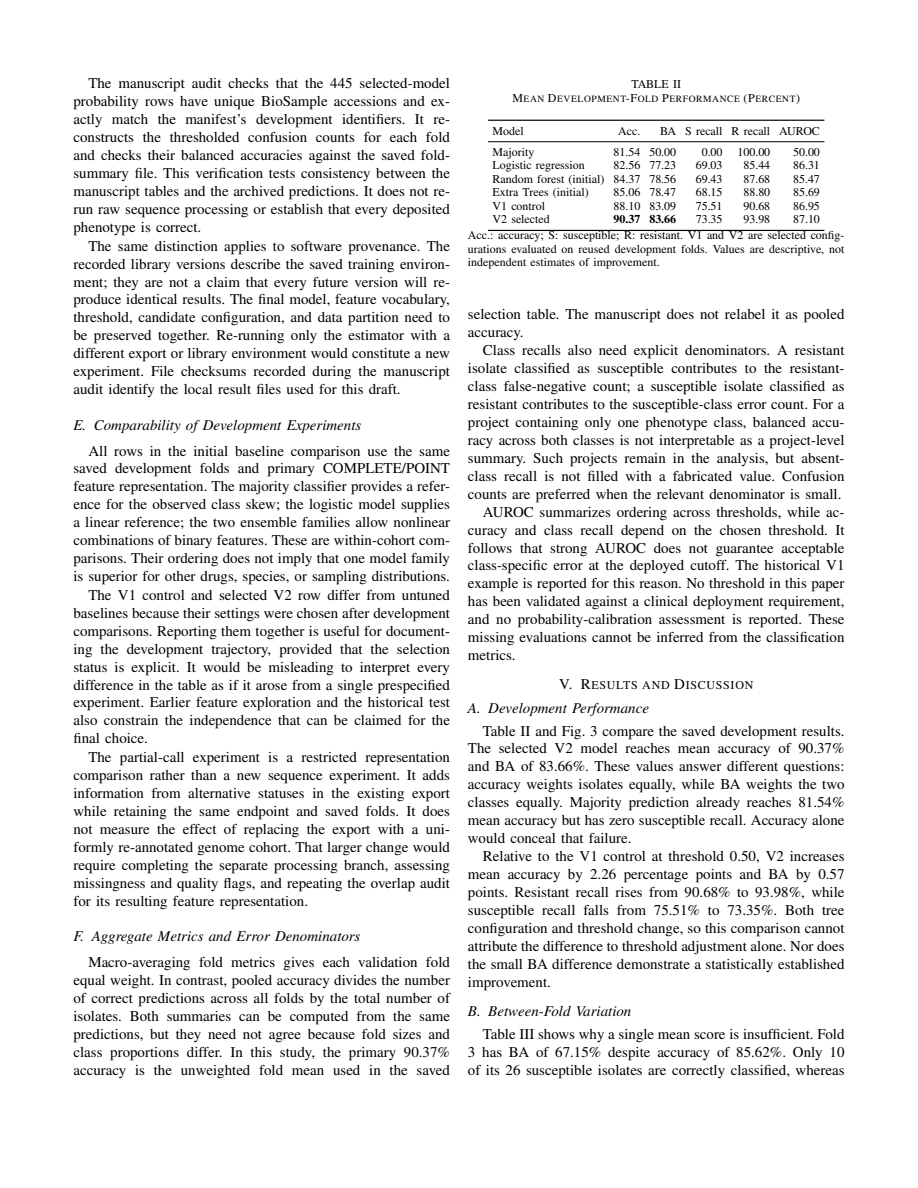 The manuscript audit checks that the 445 selected-model
probability rows have unique BioSample accessions and ex-
actly match the manifest's development identifiers. It re-
constructs the thresholded confusion counts for each fold
and checks their balanced accuracies against the saved fold-
summary file. This verification tests consistency between the
manuscript tables and the archived predictions. It does not re-
run raw sequence processing or establish that every deposited
phenotype is correct.
The same distinction applies to software provenance. The
recorded library versions describe the saved training environ-
ment; they are not a claim that every future version will re-
produce identical results. The final model, feature vocabulary,
threshold, candidate configuration, and data partition need to
be preserved together. Re-running only the estimator with a
different export or library environment would constitute a new
experiment. File checksums recorded during the manuscript
audit identify the local result files used for this draft.
E. Comparability of Development Experiments
All rows in the initial baseline comparison use the same
saved development folds and primary COMPLETE/POINT
feature representation. The majority classifier provides a refer-
ence for the observed class skew; the logistic model supplies
a linear reference; the two ensemble families allow nonlinear
combinations of binary features. These are within-cohort com-
parisons. Their ordering does not imply that one model family
is superior for other drugs, species, or sampling distributions.
The V1 control and selected V2 row differ from untuned
baselines because their settings were chosen after development
comparisons. Reporting them together is useful for document-
ing the development trajectory, provided that the selection
status is explicit. It would be misleading to interpret every
difference in the table as if it arose from a single prespecified
experiment. Earlier feature exploration and the historical test
also constrain the independence that can be claimed for the
final choice.
The partial-call experiment is a restricted representation
comparison rather than a new sequence experiment. It adds
information from alternative statuses in the existing export
while retaining the same endpoint and saved folds. It does
not measure the effect of replacing the export with a uni-
formly re-annotated genome cohort. That larger change would
require completing the separate processing branch, assessing
missingness and quality flags, and repeating the overlap audit
for its resulting feature representation.
F. Aggregate Metrics and Error Denominators
Macro-averaging fold metrics gives each validation fold
equal weight. In contrast, pooled accuracy divides the number
of correct predictions across all folds by the total number of
isolates. Both summaries can be computed from the same
predictions, but they need not agree because fold sizes and
class proportions differ. In this study, the primary 90.37%
accuracy is the unweighted fold mean used in the saved
TABLE II
MEAN DEVELOPMENT-FOLD PERFORMANCE (PERCENT)
Model Acc. BA S recall R recall AUROC
Majority 81.54 50.00 0.00 100.00 50.00
Logistic regression 82.56 77.23 69.03 85.44 86.31
Random forest (initial) 84.37 78.56 69.43 87.68 85.47
Extra Trees (initial) 85.06 78.47 68.15 88.80 85.69
V1 control 88.10 83.09 75.51 90.68 86.95
V2 selected 90.37 83.66 73.35 93.98 87.10
Acc.: accuracy; S: susceptible; R: resistant. V1 and V2 are selected config-
urations evaluated on reused development folds. Values are descriptive, not
independent estimates of improvement.
selection table. The manuscript does not relabel it as pooled
accuracy.
Class recalls also need explicit denominators. A resistant
isolate classified as susceptible contributes to the resistant-
class false-negative count; a susceptible isolate classified as
resistant contributes to the susceptible-class error count. For a
project containing only one phenotype class, balanced accu-
racy across both classes is not interpretable as a project-level
summary. Such projects remain in the analysis, but absent-
class recall is not filled with a fabricated value. Confusion
counts are preferred when the relevant denominator is small.
AUROC summarizes ordering across thresholds, while ac-
curacy and class recall depend on the chosen threshold. It
follows that strong AUROC does not guarantee acceptable
class-specific error at the deployed cutoff. The historical V1
example is reported for this reason. No threshold in this paper
has been validated against a clinical deployment requirement,
and no probability-calibration assessment is reported. These
missing evaluations cannot be inferred from the classification
metrics.
V. RESULTS AND DISCUSSION
A. Development Performance
Table II and Fig. 3 compare the saved development results.
The selected V2 model reaches mean accuracy of 90.37%
and BA of 83.66%. These values answer different questions:
accuracy weights isolates equally, while BA weights the two
classes equally. Majority prediction already reaches 81.54%
mean accuracy but has zero susceptible recall. Accuracy alone
would conceal that failure.
Relative to the V1 control at threshold 0.50, V2 increases
mean accuracy by 2.26 percentage points and BA by 0.57
points. Resistant recall rises from 90.68% to 93.98%, while
susceptible recall falls from 75.51% to 73.35%. Both tree
configuration and threshold change, so this comparison cannot
attribute the difference to threshold adjustment alone. Nor does
the small BA difference demonstrate a statistically established
improvement.
B. Between-Fold Variation
Table III shows why a single mean score is insufficient. Fold
3 has BA of 67.15% despite accuracy of 85.62%. Only 10
of its 26 susceptible isolates are correctly classified, whereas